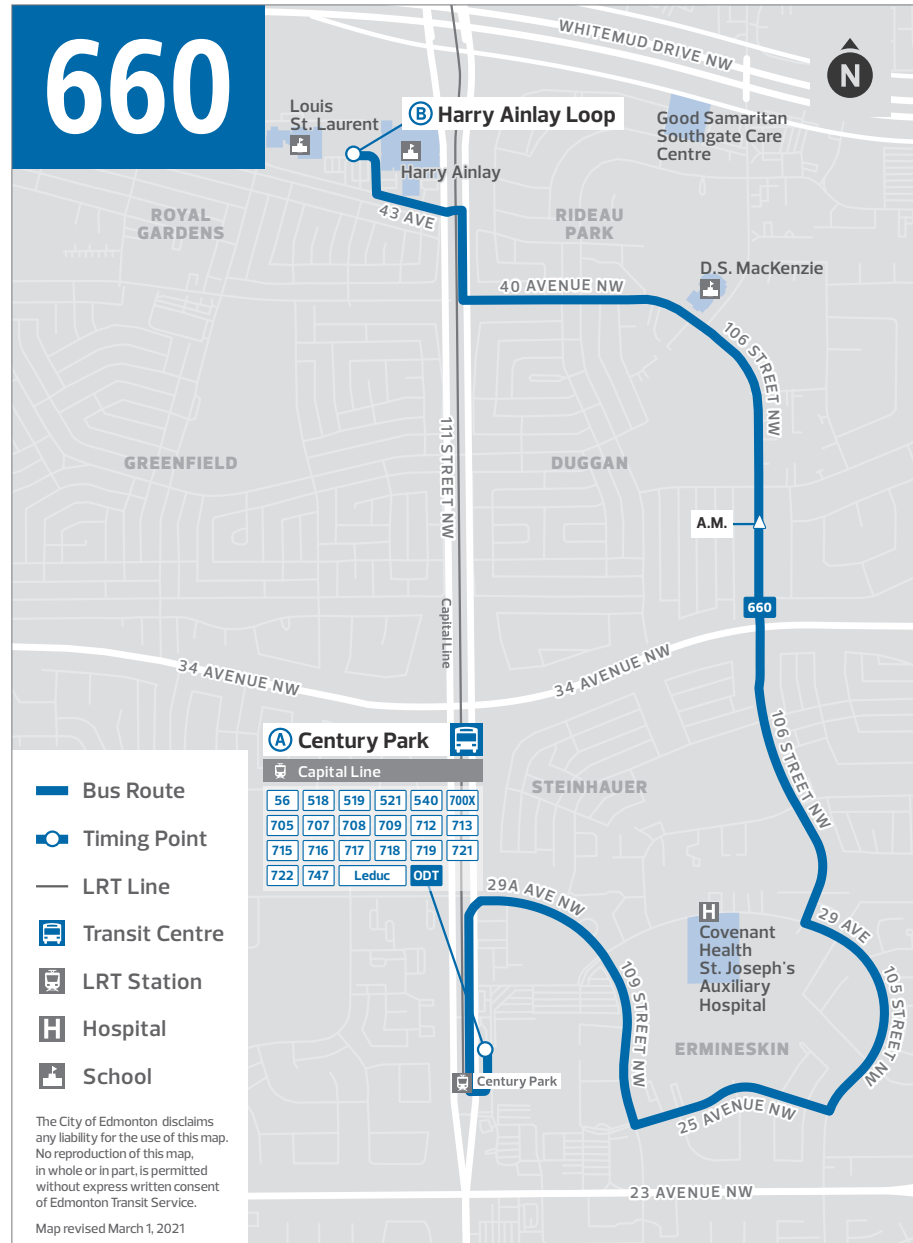 660
WHITEMUD DRIVE NW
N
Louis
St. Laurent
B Harry Ainlay Loop
Good Samaritan
Southgate Care
Centre
Harry Ainlay
43 AVE
ROYAL
GARDENS
RIDEAU
PARK
D.S. MacKenzie
40 AVENUE NW
106 STREET NW
111 STREET NW
GREENFIELD
DUGGAN
A.M.
660
Capital Line
34 AVENUE NW
34 AVENUE NW
106 STREET NW
A Century Park
Capital Line
56 518 519 521 540 700X
705 707 708 709 712 713
715 716 717 718 719 721
722 747 Leduc ODT
STEINHAUER
29A AVE NW
H
Covenant
Health
St. Joseph's
Auxiliary
Hospital
29 AVE
105 STREET NW
109 STREET NW
ERMINESKIN
Century Park
25 AVENUE NW
23 AVENUE NW
Bus Route
Timing Point
LRT Line
Transit Centre
LRT Station
H Hospital
School
The City of Edmonton disclaims
any liability for the use of this map.
No reproduction of this map,
in whole or in part, is permitted
without express written consent
of Edmonton Transit Service.
Map revised March 1, 2021